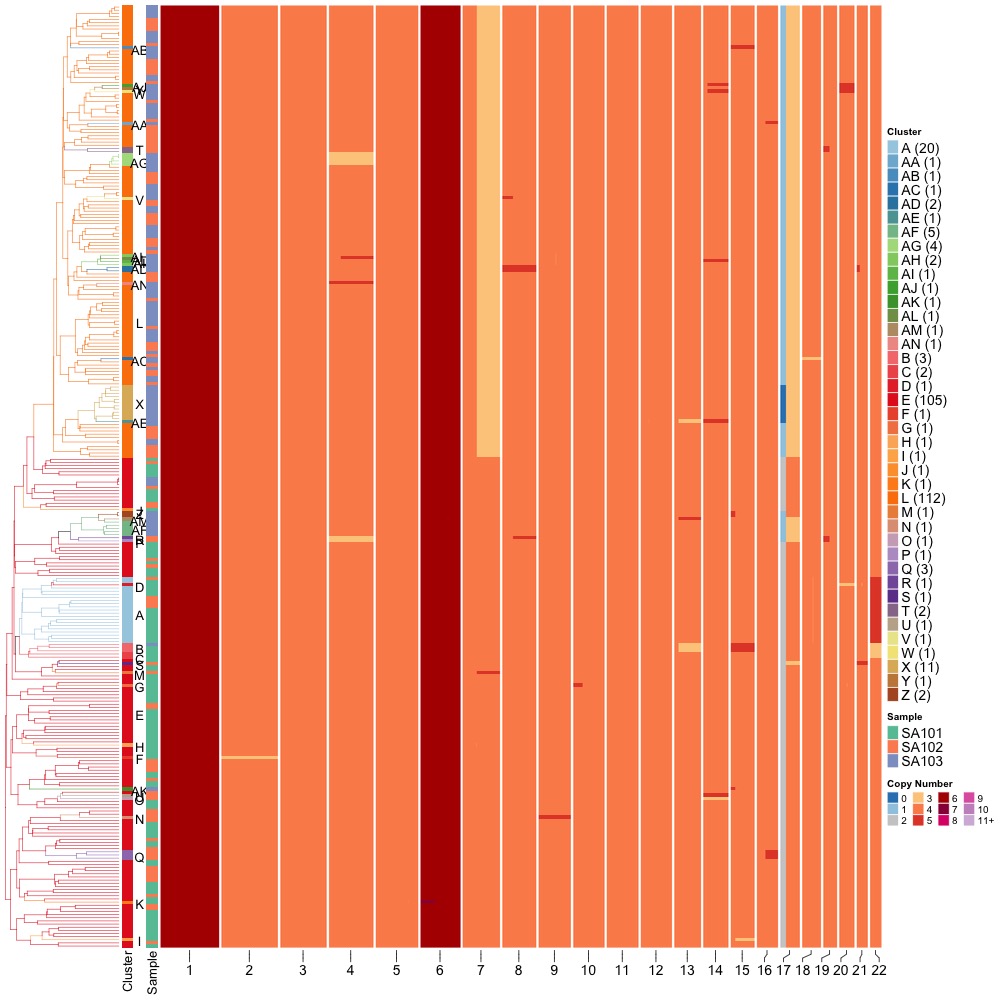 Cluster
A (20)
AA (1)
AB (1)
AC (1)
AD (2)
AE (1)
AF (5)
AG (4)
AH (2)
AI (1)
AJ (1)
AK (1)
AL (1)
AM (1)
AN (1)
B (3)
C (2)
D (1)
E (105)
F (1)
G (1)
H (1)
I (1)
J (1)
K (1)
L (112)
M (1)
N (1)
O (1)
P (1)
Q (3)
R (1)
S (1)
T (2)
U (1)
V (1)
W (1)
X (11)
Y (1)
Z (2)
Sample
SA101
SA102
SA103
Copy Number
0 3 6 9
1 4 7 10
2 5 8 11+
W
AA
T
AG
V
AN
L
X
D
A
B
M
G
E
H
F
N
Q
K
I
Cluster
Sample
1 2 3 4 5 6 7 8 9 10 11 12 13 14 15 16 17 18 19 20 21 22